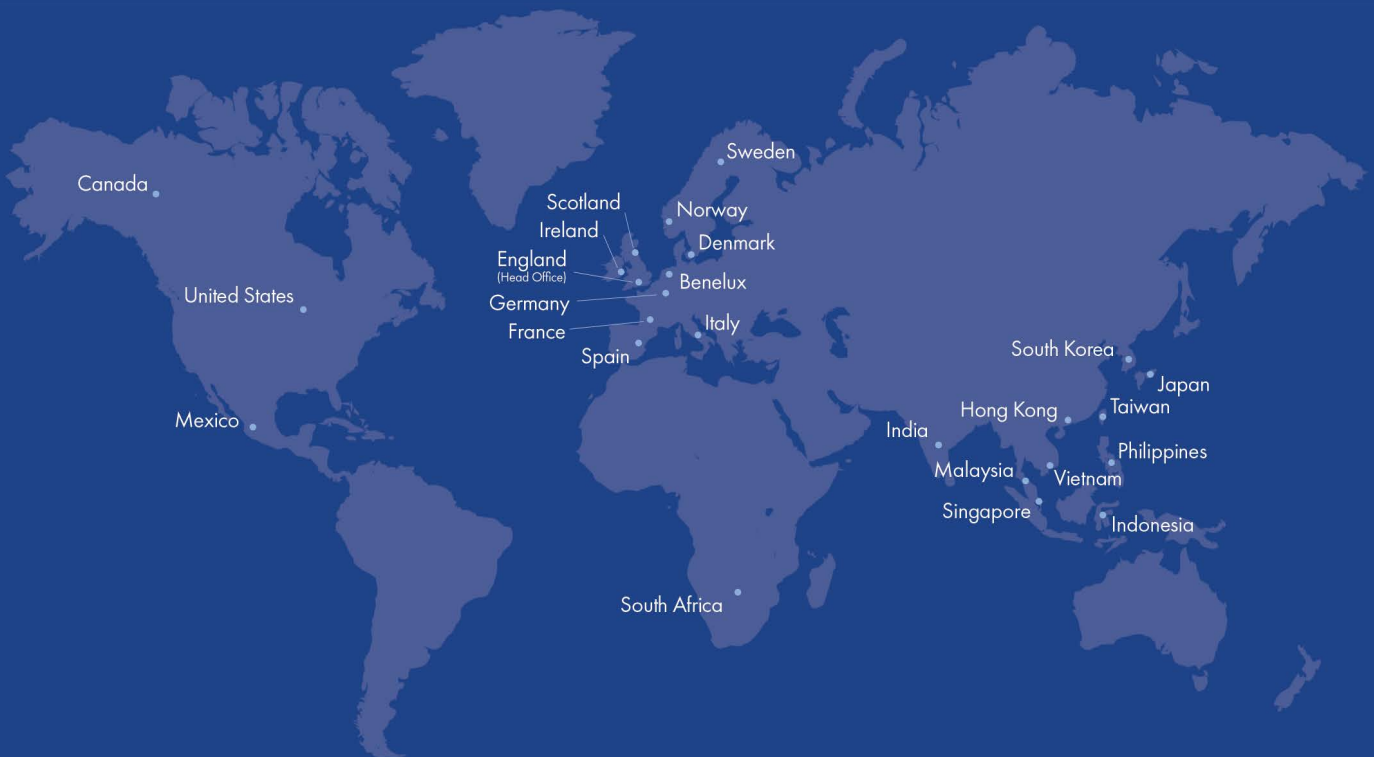 Sweden
Canada
Scotland
Norway
Ireland
Denmark
England
(Head Office)
Benelux
United States
Germany
Italy
France
South Korea
Spain
Japan
Hong Kong
Taiwan
Mexico
India
Philippines
Malaysia
Vietnam
Singapore
Indonesia
South Africa